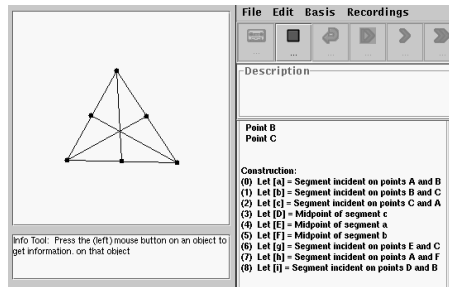 File Edit Basis Recordings
... ...
Description
Point B
Point C
Construction:
(0) Let [a] = Segment incident on points A and B
(1) Let [b] = Segment incident on points B and C
(2) Let [c] = Segment incident on points C and A
(3) Let [D] = Midpoint of segment c
(4) Let [E] = Midpoint of segment a
(5) Let [F] = Midpoint of segment b
(6) Let [g] = Segment incident on points E and C
(7) Let [h] = Segment incident on points A and F
(8) Let [i] = Segment incident on points D and B
Info Tool: Press the (left) mouse button on an object to
get information. on that object